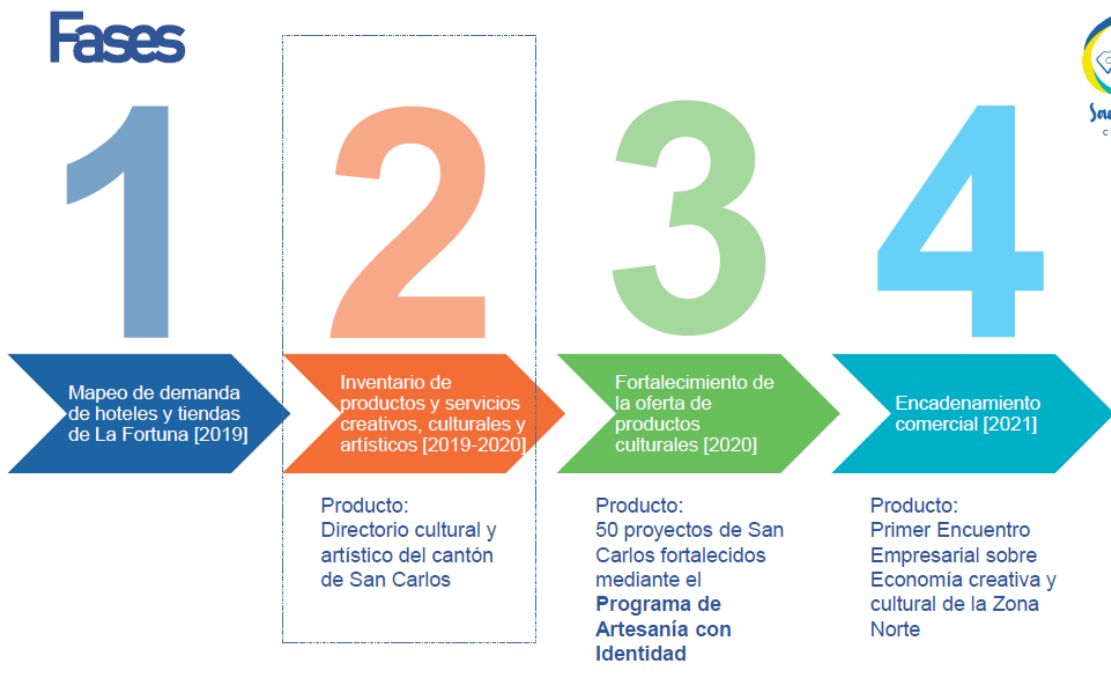 Fases
1
2
3
4
Mapeo de demanda
de hoteles y tiendas
de La Fortuna [2019]
Inventario de
productos y servicios
creativos, culturales y
artísticos [2019-2020]
Fortalecimiento de
la oferta de
productos
culturales [2020]
Encadenamiento
comercial [2021]
Producto:
Directorio cultural y
artístico del cantón
de San Carlos
Producto:
50 proyectos de San
Carlos fortalecidos
mediante el
Programa de
Artesanía con
Identidad
Producto:
Primer Encuentro
Empresarial sobre
Economía creativa y
cultural de la Zona
Norte